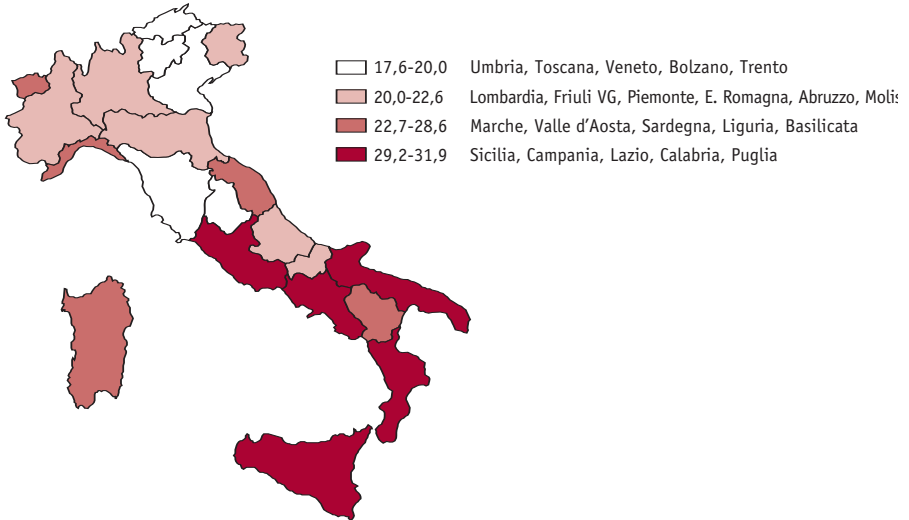 17,6-20,0 Umbria, Toscana, Veneto, Bolzano, Trento
20,0-22,6 Lombardia, Friuli VG, Piemonte, E. Romagna, Abruzzo, Molis
22,7-28,6 Marche, Valle d'Aosta, Sardegna, Liguria, Basilicata
29,2-31,9 Sicilia, Campania, Lazio, Calabria, Puglia